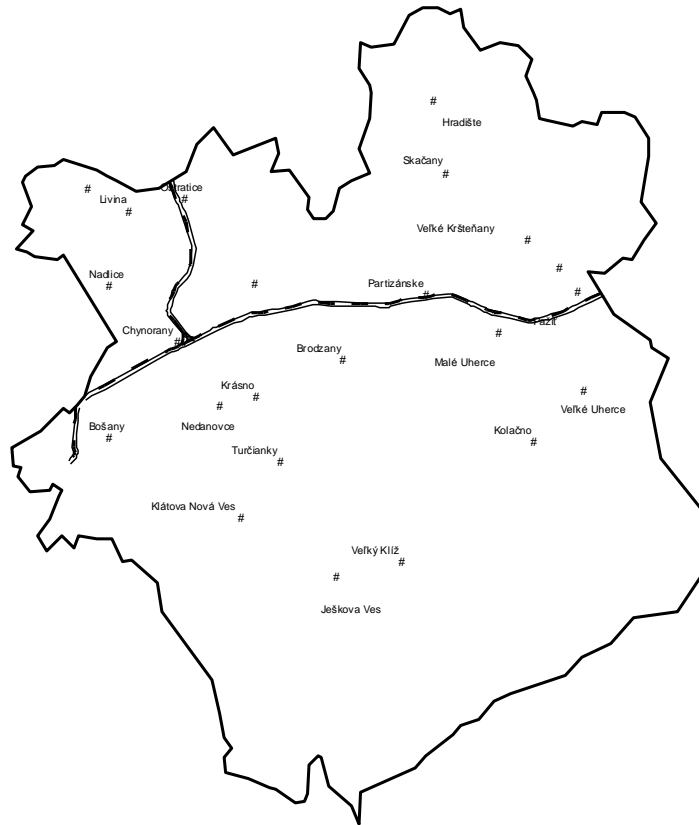 Hradište
Skačany
Ostratice
Livina
Veľké Kršteňany
Nadlice
Partizánske
Pažiť
Chynorany
Brodzany
Malé Uherce
Krásno
Veľké Uherce
Bošany
Nedanovce
Kolačno
Turčianky
Klátova Nová Ves
Veľký Klíž
Ješkova Ves